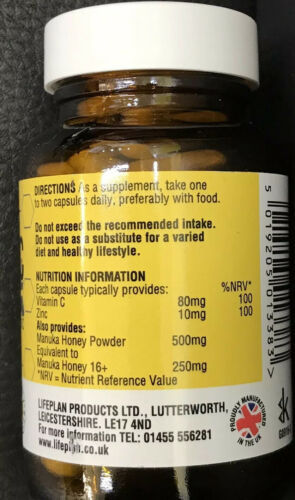 DIRECTIONS As a supplement, take one
to two capsules daily, preferably with food.
Do not exceed the recommended intake.
Do not use as a substitute for a varied
diet and healthy lifestyle.
NUTRITION INFORMATION
Each capsule typically provides: %NRV*
Vitamin C 80mg 100
Zinc 10mg 100
Also provides:
Manuka Honey Powder 500mg
Equivalent to
Manuka Honey 16+ 250mg
*NRV = Nutrient Reference Value
LIFEPLAN PRODUCTS LTD., LUTTERWORTH,
LEICESTERSHIRE. LE17 4ND
For more information TEL: 01455 556281
www.lifeplan.co.uk
PROUDLY MANUFACTURED
IN THE UK
5 019205 013383